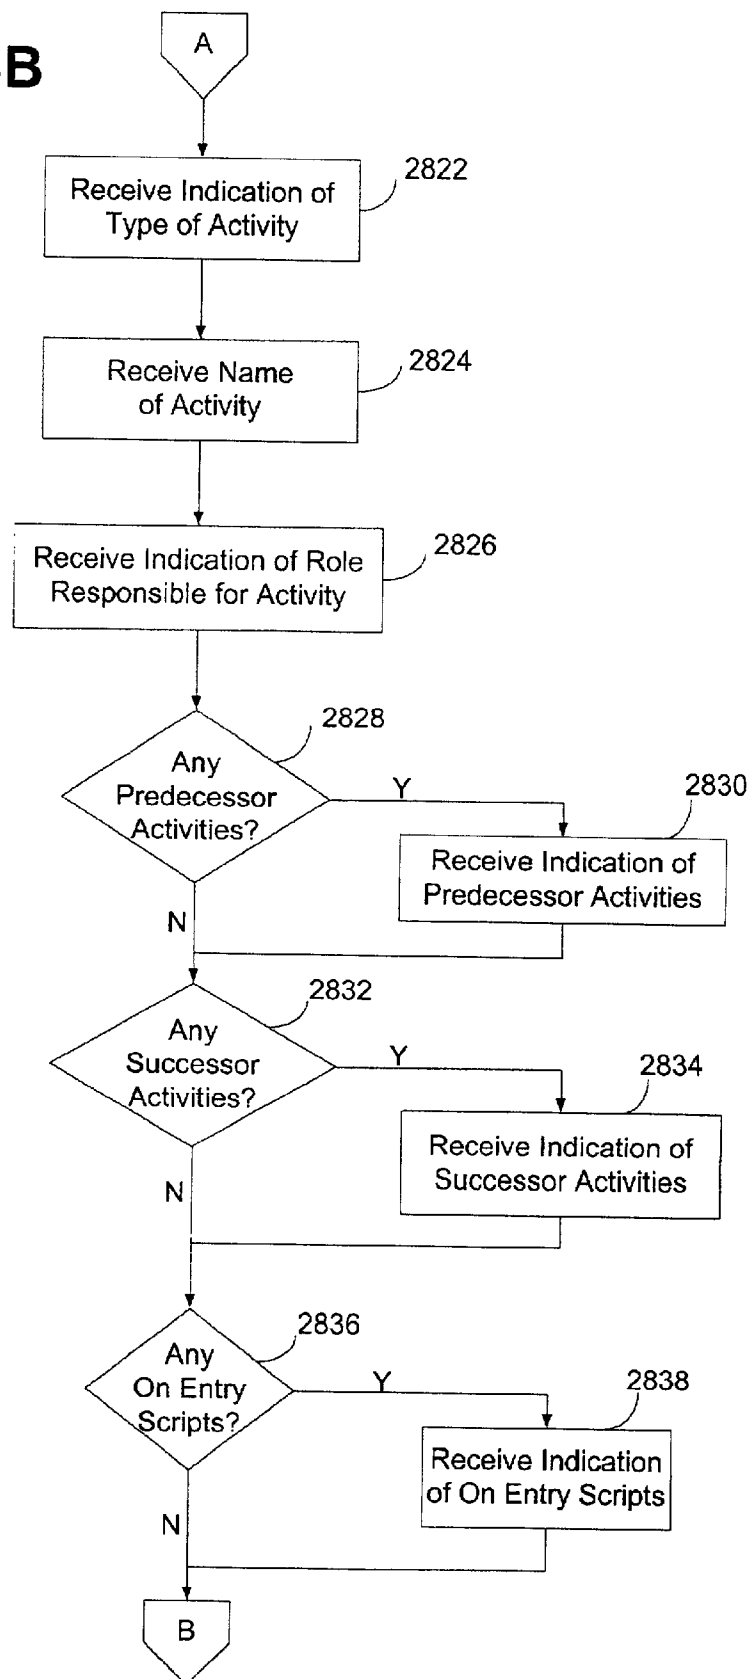 B
A
2822
Receive Indication of
Type of Activity
2824
Receive Name
of Activity
2826
Receive Indication of Role
Responsible for Activity
2828
Any
Predecessor
Activities?
Y
2830
Receive Indication of
Predecessor Activities
N
2832
Any
Successor
Activities?
Y
2834
Receive Indication of
Successor Activities
N
2836
Any
On Entry
Scripts?
Y
2838
Receive Indication
of On Entry Scripts
N
B